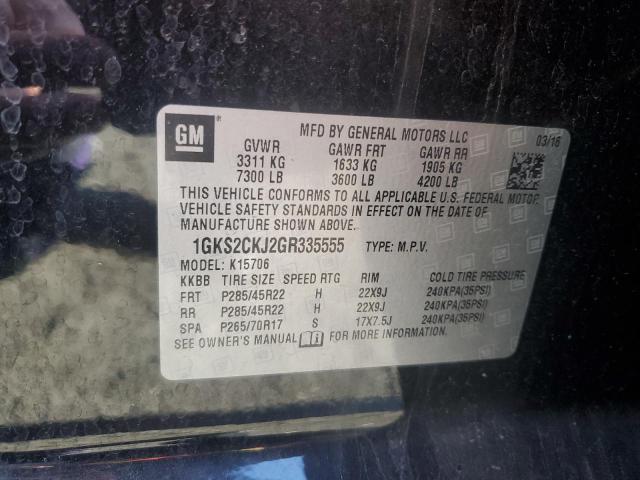 GM
MFD BY GENERAL MOTORS LLC 03/16
GVWR GAWR FRT GAWR RR
3311 KG 1633 KG 1905 KG
7300 LB 3600 LB 4200 LB
THIS VEHICLE CONFORMS TO ALL APPLICABLE U.S. FEDERAL MOTOR
VEHICLE SAFETY STANDARDS IN EFFECT ON THE DATE OF
MANUFACTURE SHOWN ABOVE.
1GKS2CKJ2GR335555 TYPE: M.P.V.
MODEL: K15706
KKBB TIRE SIZE SPEED RTG RIM COLD TIRE PRESSURE
FRT P285/45R22 H 22X9J 240KPA(35PSI)
RR P285/45R22 H 22X9J 240KPA(35PSI)
SPA P265/70R17 S 17X7.5J 240KPA(35PSI)
SEE OWNER'S MANUAL FOR MORE INFORMATION.